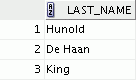 LAST_NAME
1 Hunold
2 De Haan
3 King